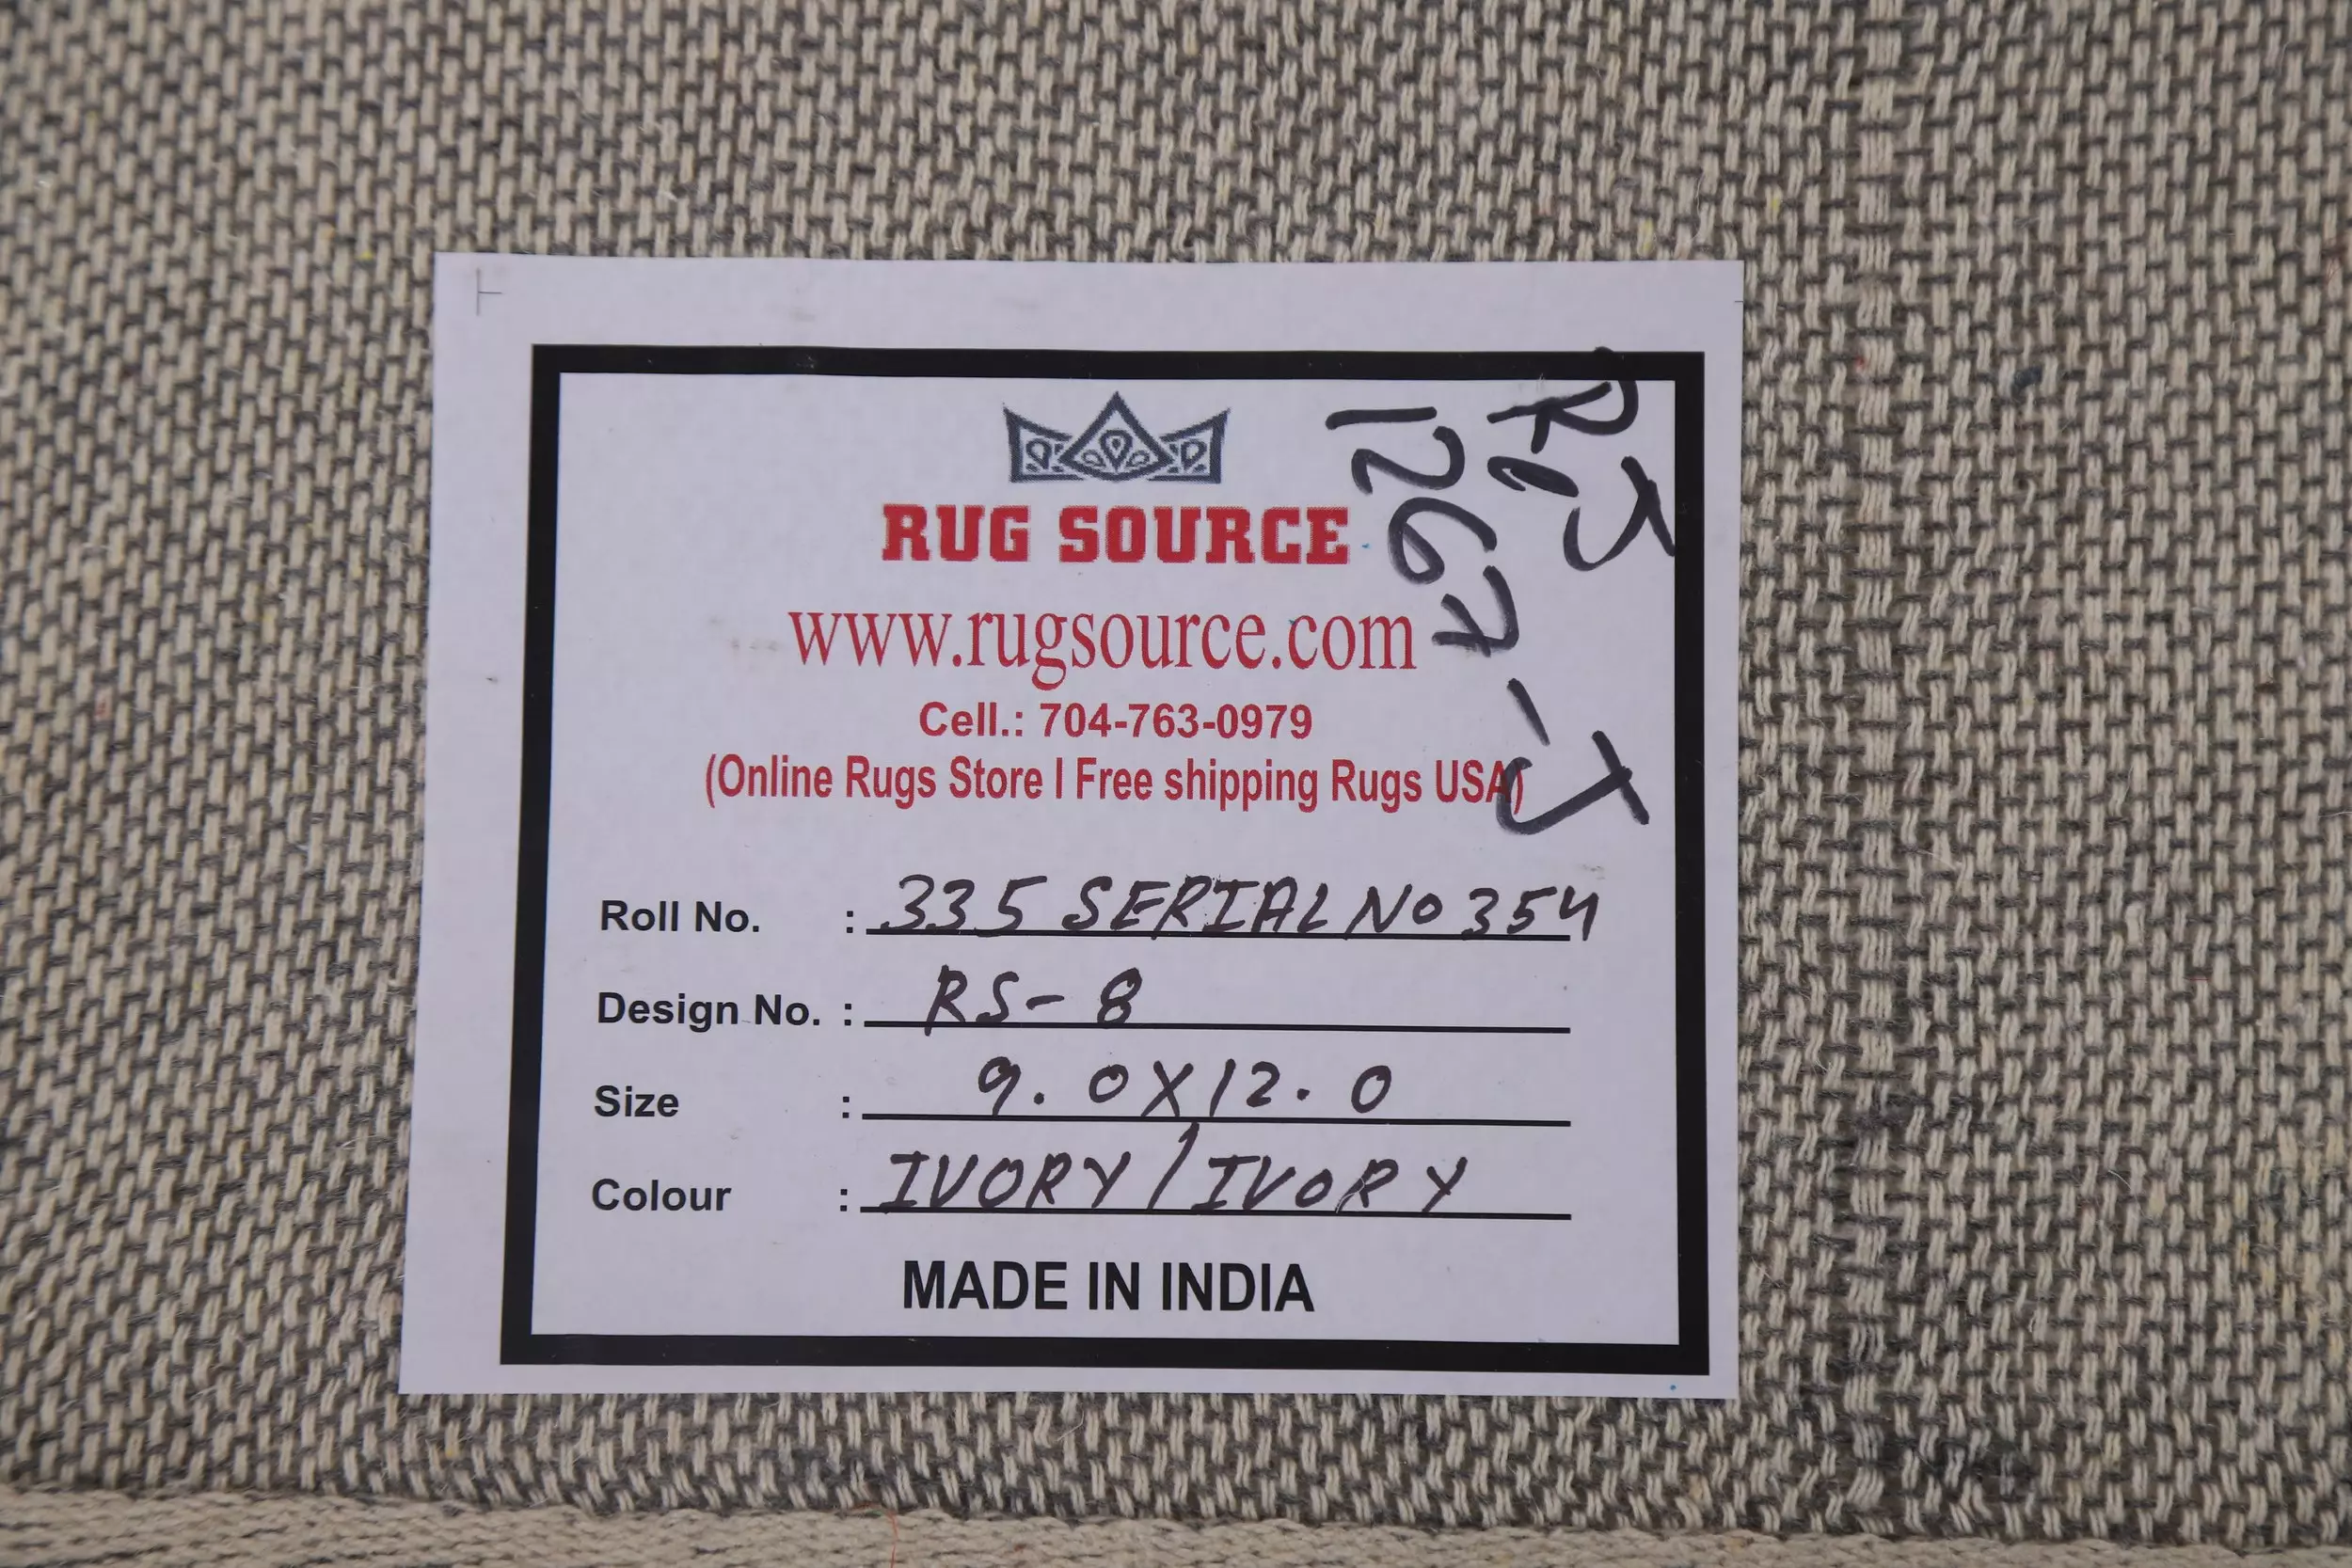 RUG SOURCE
www.rugsource.com
Cell.: 704-763-0979
(Online Rugs Store I Free shipping Rugs USA)
1267-J
Roll No. : 335 SERIAL NO 354
Design No. : RS-8
Size : 9.0X12.0
Colour : IVORY/IVORY
MADE IN INDIA